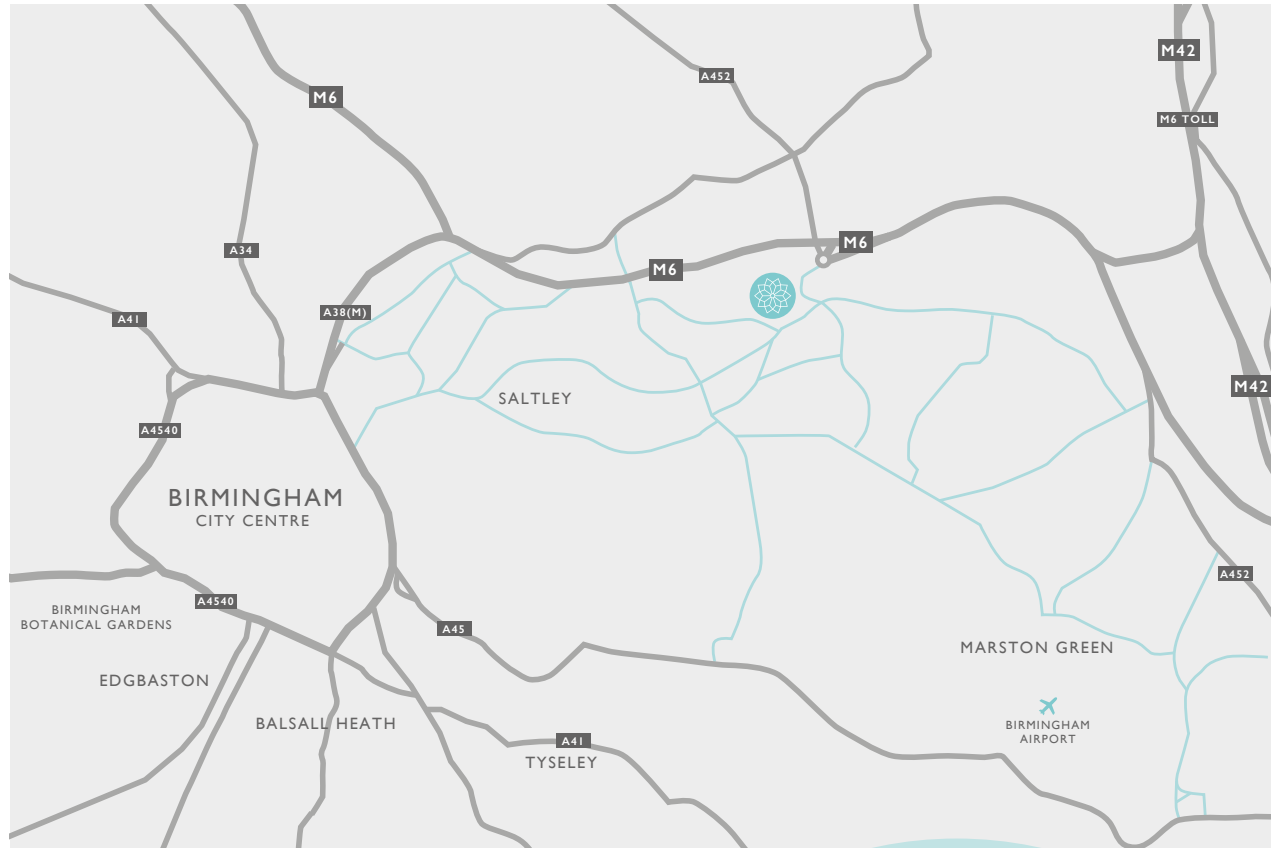 M42
A452
M6
M6 TOLL
M6
A34
M6
A38(M)
A41
M42
SALTLEY
A4540
BIRMINGHAM
CITY CENTRE
A452
A4540
BIRMINGHAM
BOTANICAL GARDENS
A45
MARSTON GREEN
EDGBASTON
BALSALL HEATH
BIRMINGHAM
AIRPORT
A41
TYSELEY